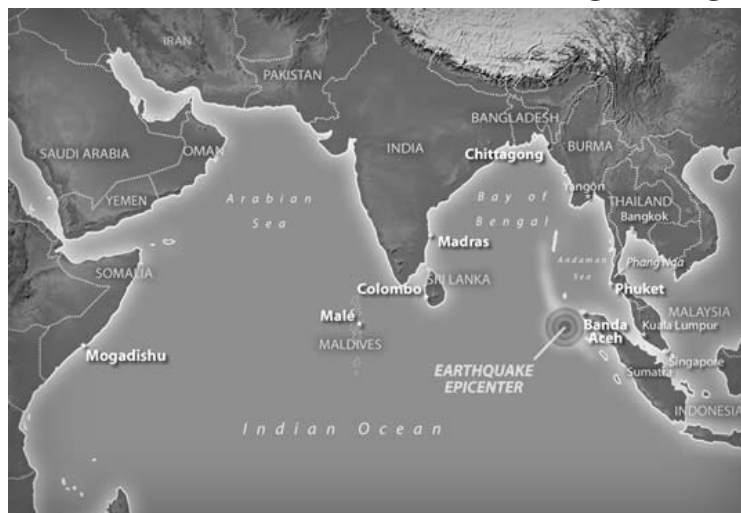 IRAN
PAKISTAN
BANGLADESH
SAUDI ARABIA
OMAN
INDIA
Chittagong
BURMA
YEMEN
Arabian
Sea
Bay of
Bengal
Yangon
THAILAND
Bangkok
Madras
Andaman
Sea
Phang Nga
SOMALIA
Colombo
SRI LANKA
Phuket
Malé
MALDIVES
Banda
Aceh
MALAYSIA
Kuala Lumpur
Mogadishu
EARTHQUAKE
EPICENTER
Singapore
Sumatra
INDONESIA
Indian Ocean